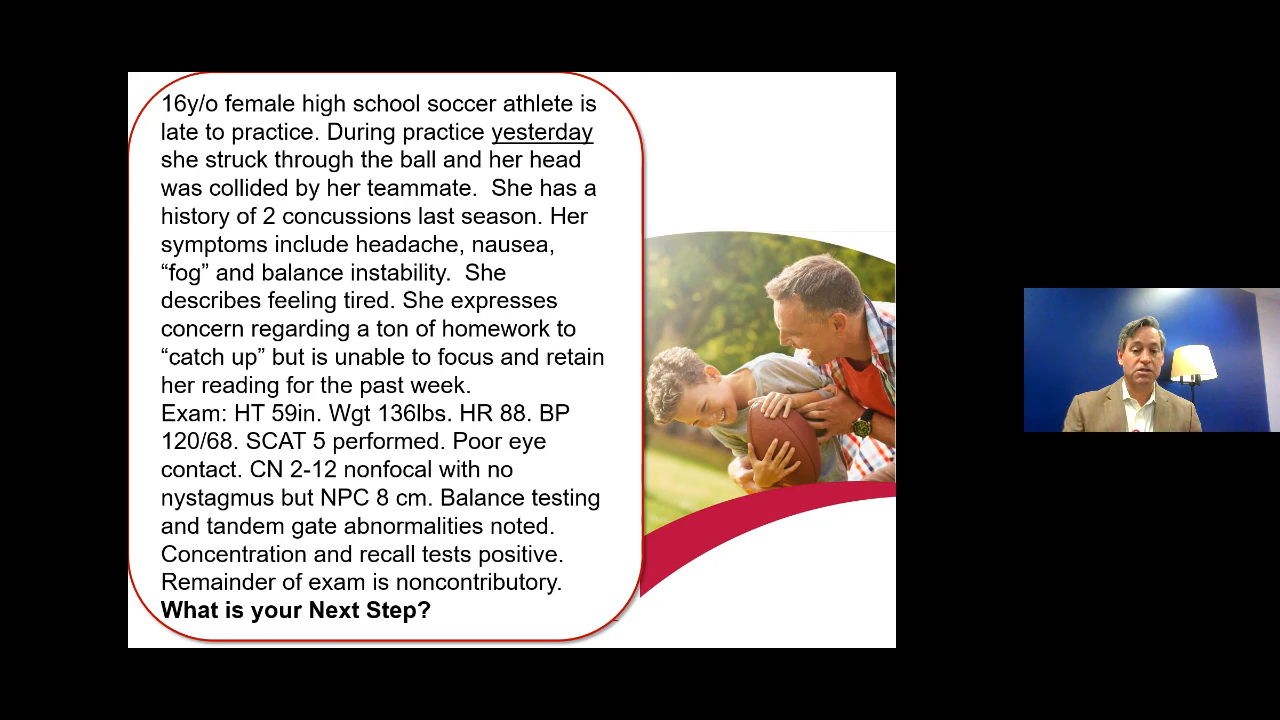 16y/o female high school soccer athlete is
late to practice. During practice yesterday
she struck through the ball and her head
was collided by her teammate.  She has a
history of 2 concussions last season. Her
symptoms include headache, nausea,
“fog” and balance instability.  She
describes feeling tired. She expresses
concern regarding a ton of homework to
“catch up” but is unable to focus and retain
her reading for the past week.
Exam: HT 59in. Wgt 136lbs. HR 88. BP
120/68. SCAT 5 performed. Poor eye
contact. CN 2-12 nonfocal with no
nystagmus but NPC 8 cm. Balance testing
and tandem gate abnormalities noted.
Concentration and recall tests positive.
Remainder of exam is noncontributory.
What is your Next Step?